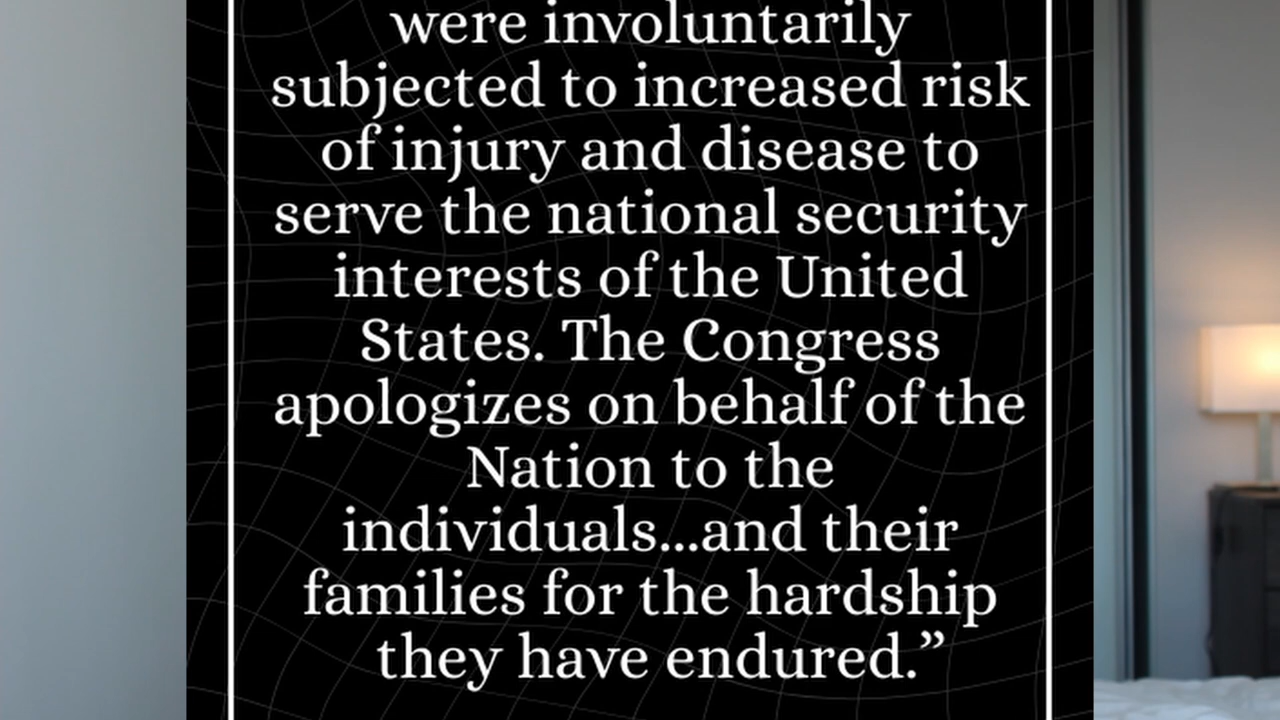 were involuntarily
subjected to increased risk
of injury and disease to
serve the national security
interests of the United
States. The Congress
apologizes on behalf of the
Nation to the
individuals...and their
families for the hardship
they have endured.”